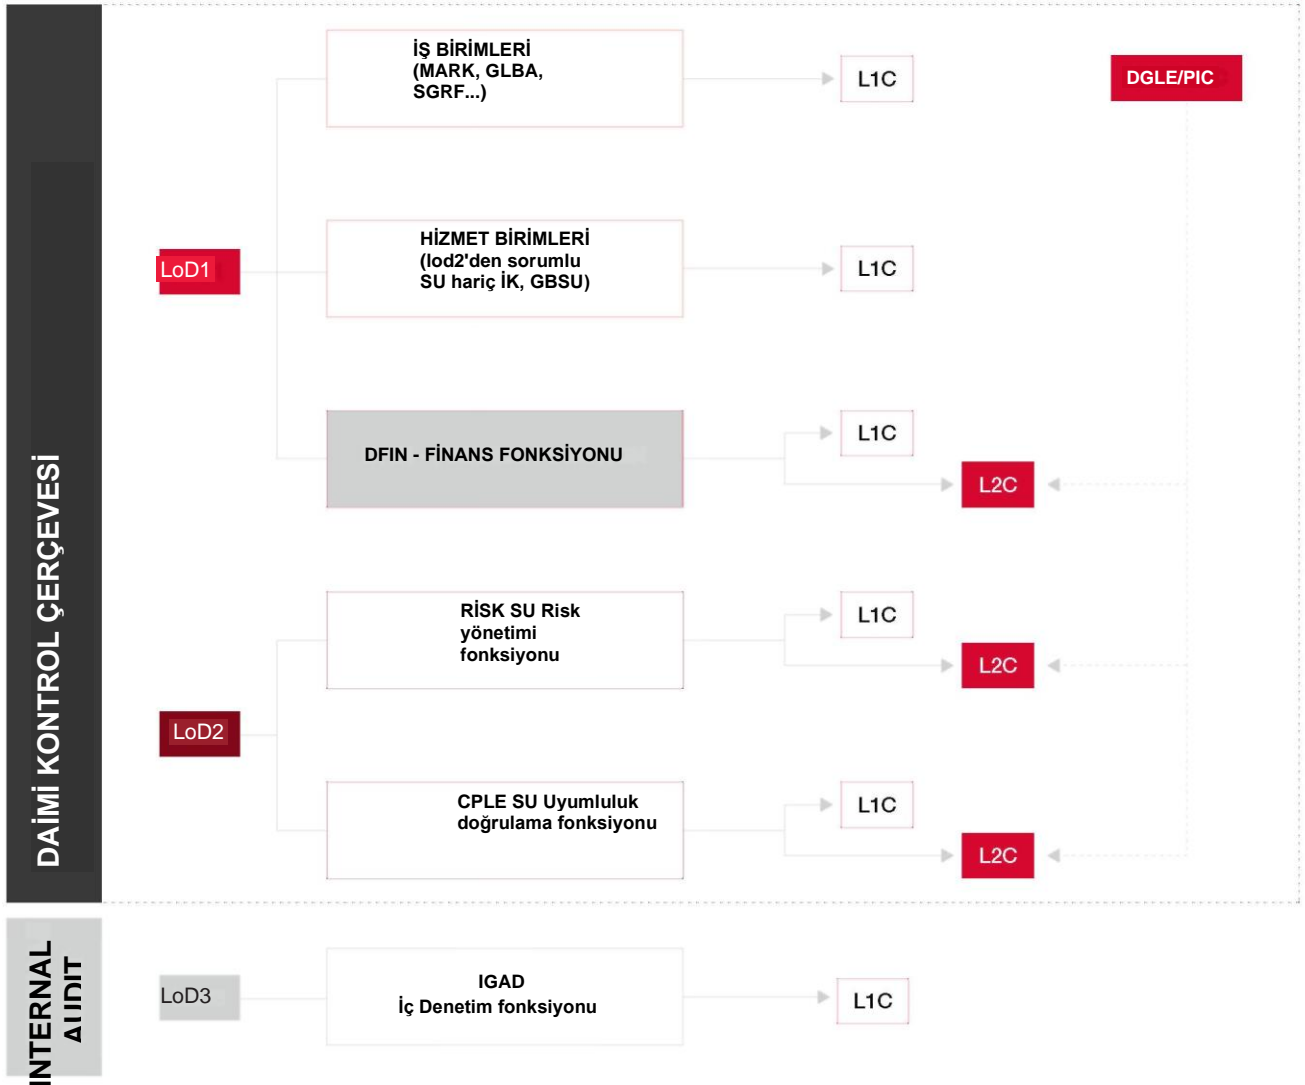 DAİMİ KONTROL ÇERÇEVESİ
İŞ BİRİMLERİ
(MARK, GLBA,
SGRF...)
L1C
DGLE/PIC
LoD1
HİZMET BİRİMLERİ
(lod2'den sorumlu
SU hariç İK, GBSU)
L1C
DFIN - FİNANS FONKSİYONU
L1C
L2C
LoD2
RİSK SU Risk
yönetimi
fonksiyonu
L1C
L2C
CPLE SU Uyumluluk
doğrulama fonksiyonu
L1C
L2C
INTERNAL
AUDIT
LoD3
IGAD
İç Denetim fonksiyonu
L1C